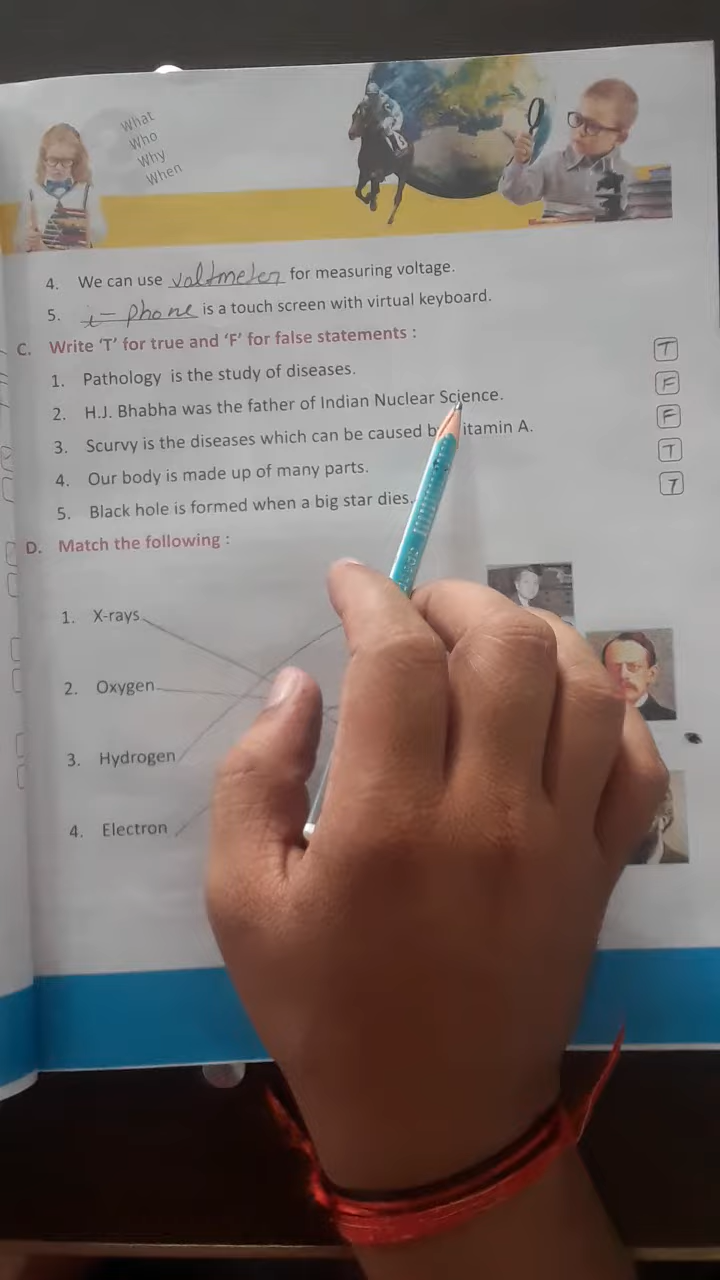 What
Who
Why
When
4. We can use voltmeter for measuring voltage.
5. i-phone is a touch screen with virtual keyboard.
C. Write 'T' for true and 'F' for false statements :
1. Pathology is the study of diseases. T
2. H.J. Bhabha was the father of Indian Nuclear Science. F
3. Scurvy is the diseases which can be caused by itamin A. F
4. Our body is made up of many parts. T
5. Black hole is formed when a big star dies. T
D. Match the following :
1. X-rays
2. Oxygen
3. Hydrogen
4. Electron